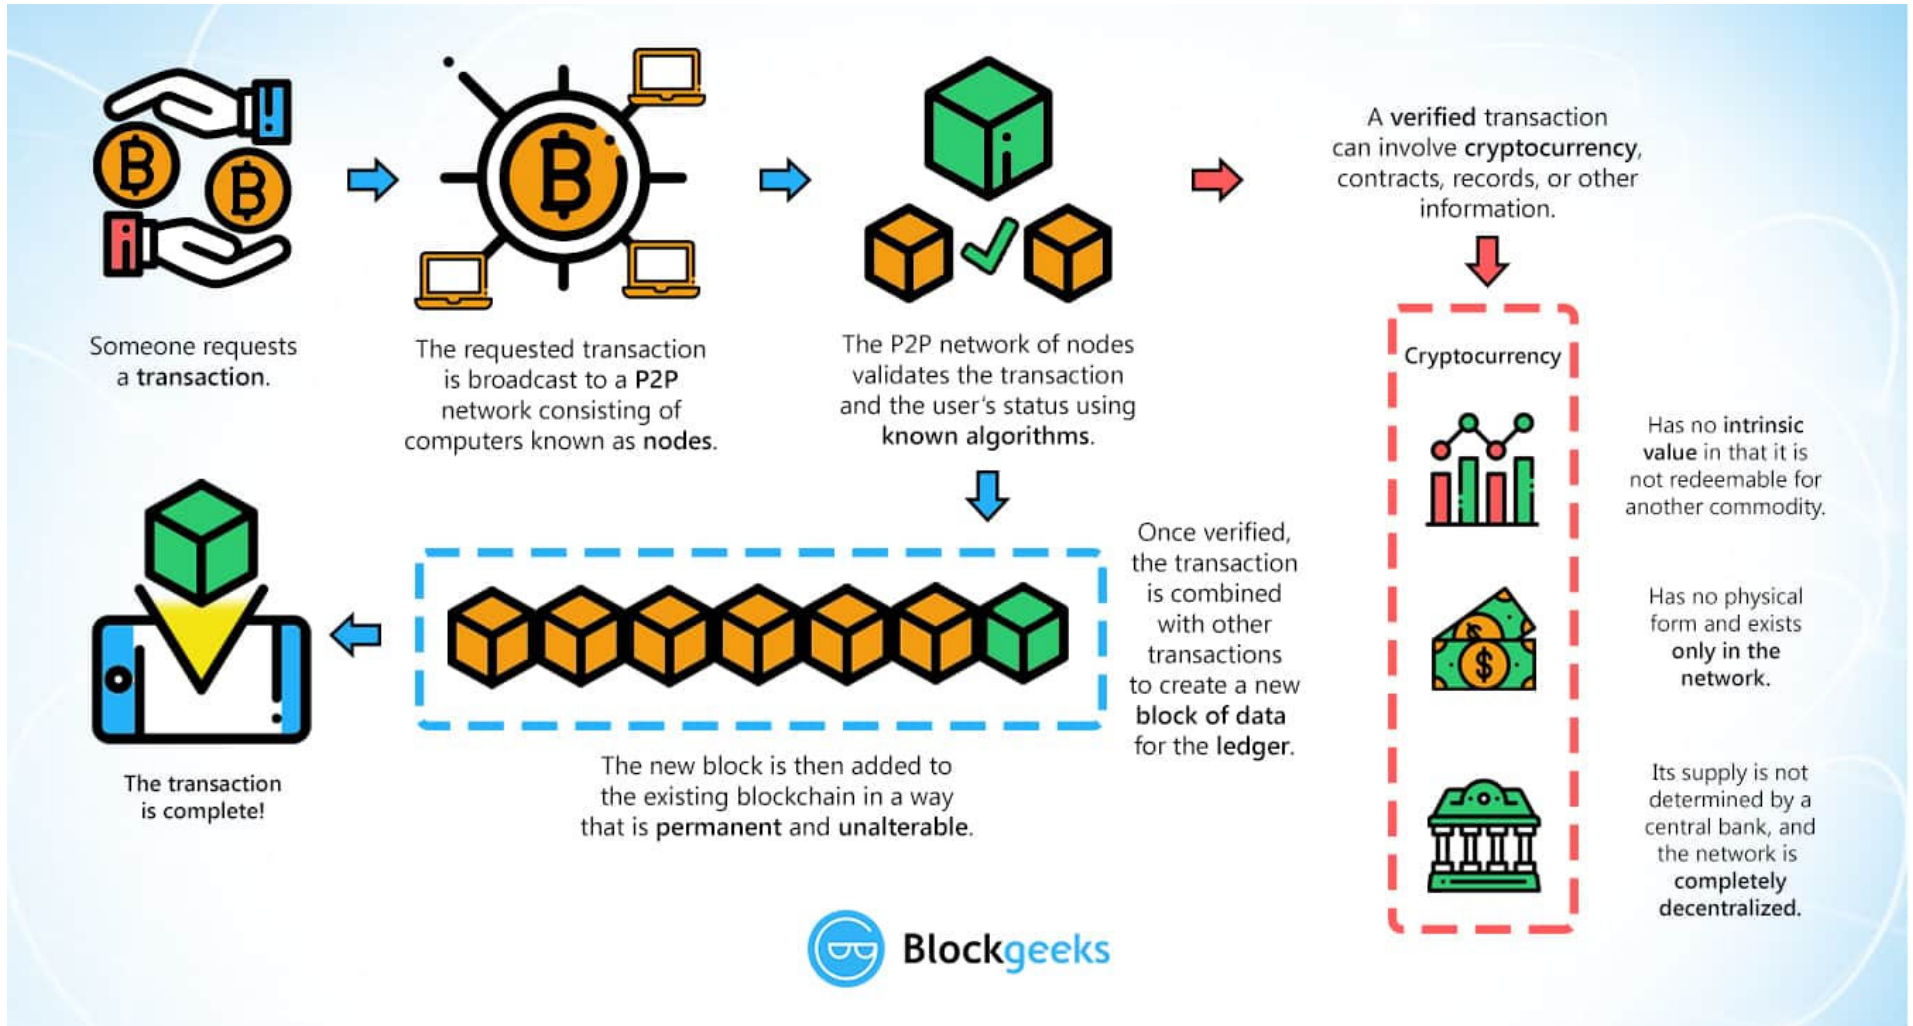 Someone requests
a transaction.
The requested transaction
is broadcast to a P2P
network consisting of
computers known as nodes.
The P2P network of nodes
validates the transaction
and the user's status using
known algorithms.
A verified transaction
can involve cryptocurrency,
contracts, records, or other
information.
Cryptocurrency
Has no intrinsic
value in that it is
not redeemable for
another commodity.
Has no physical
form and exists
only in the
network.
Its supply is not
determined by a
central bank, and
the network is
completely
decentralized.
Once verified,
the transaction
is combined
with other
transactions
to create a new
block of data
for the ledger.
The new block is then added to
the existing blockchain in a way
that is permanent and unalterable.
The transaction
is complete!
Blockgeeks